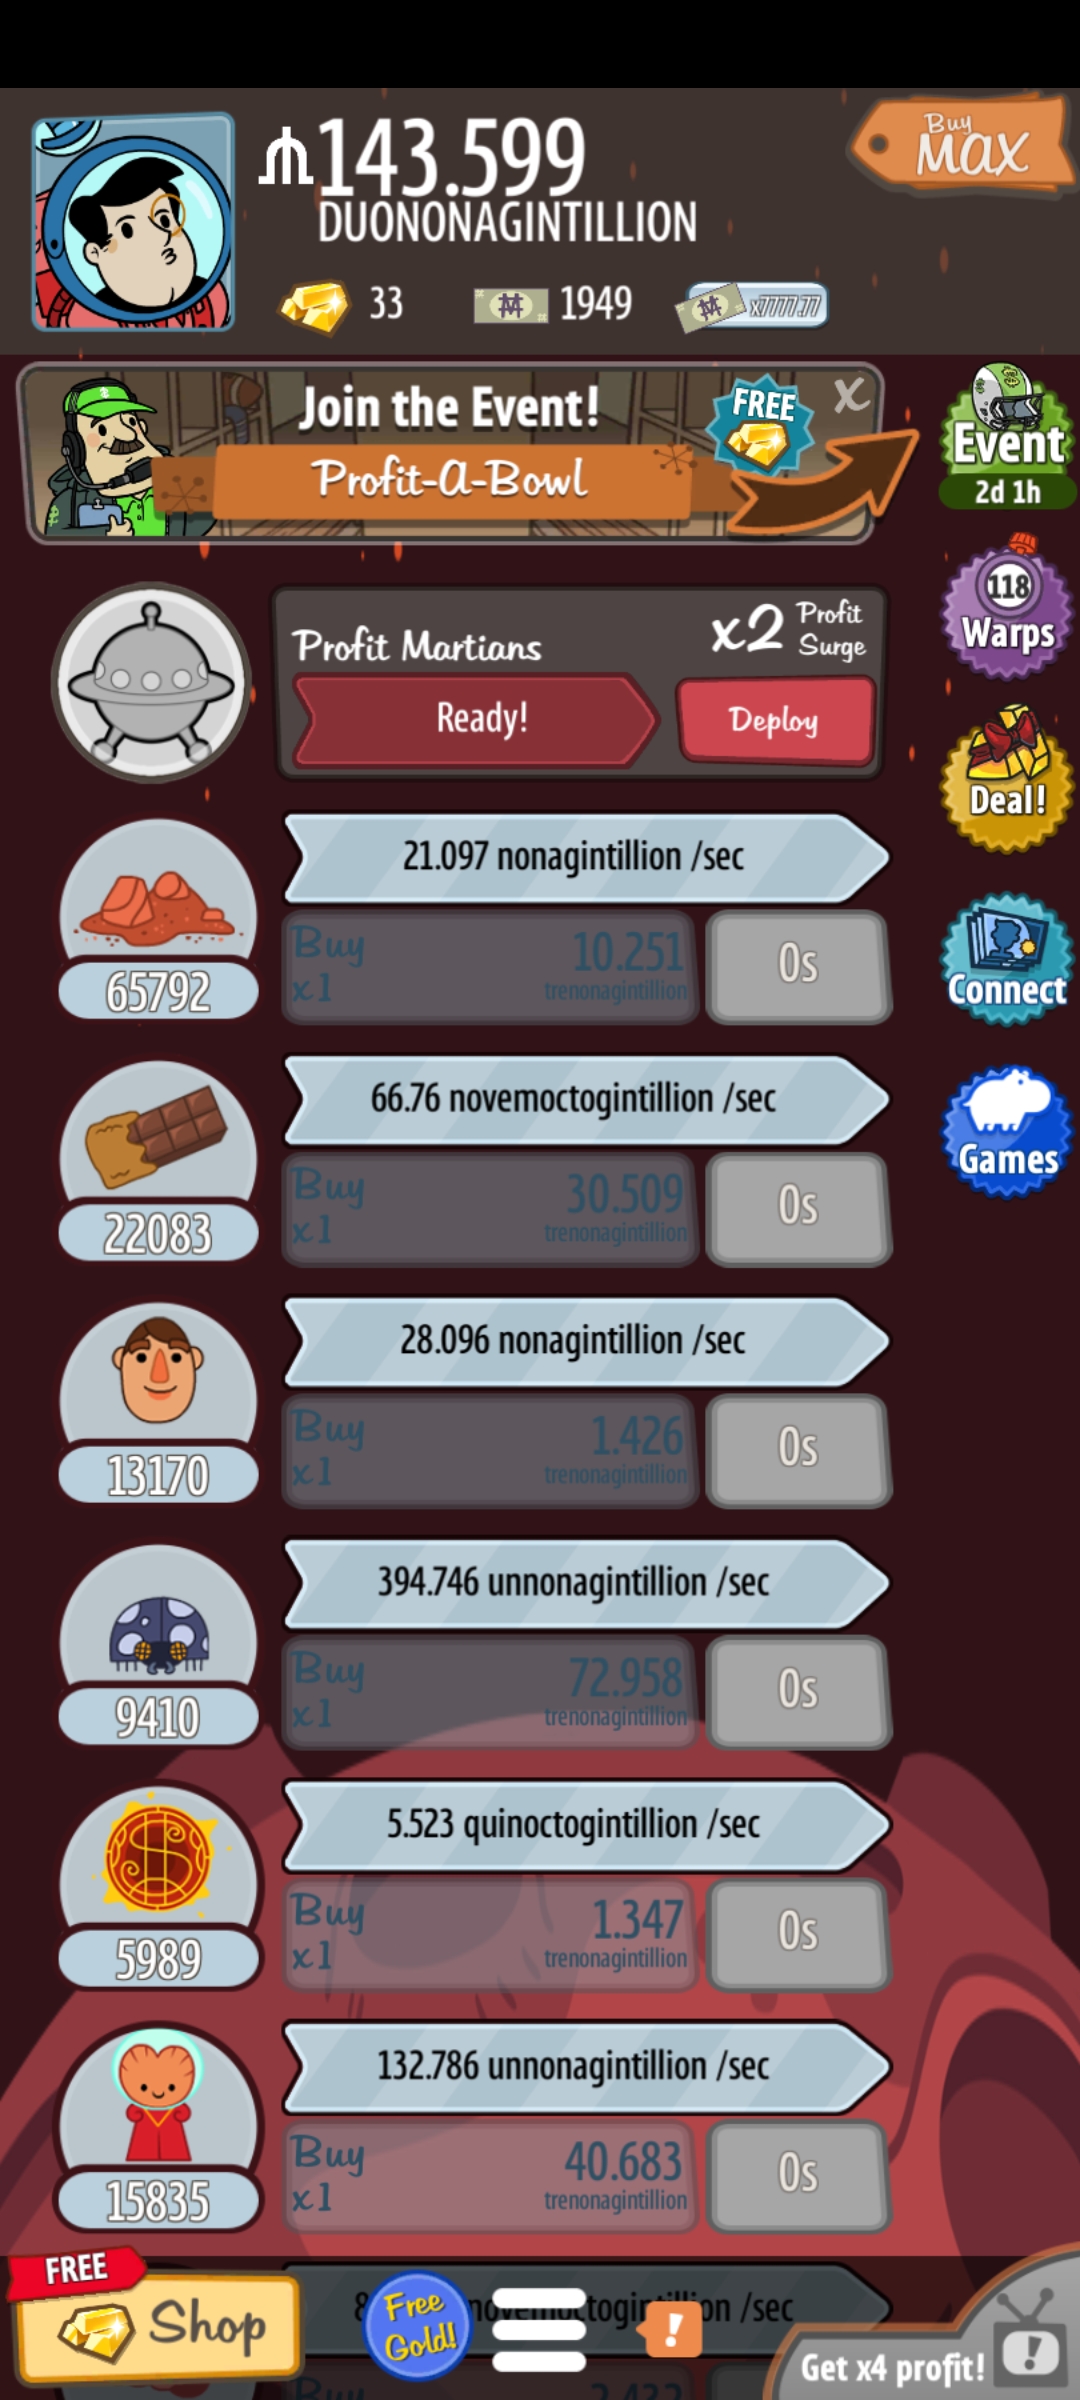 143.599
DUONONAGINTILLION
Buy
MAX
33
1949
x7777.77
Join the Event!
Profit-A-Bowl
FREE
X
Event
2d 1h
118
Warps
Profit Martians
x2 Profit Surge
Ready!
Deploy
Deal!
21.097 nonagintillion /sec
65792
Buy x1
10.251
trenonagintillion
0s
Connect
66.76 novemoctogintillion /sec
22083
Buy x1
30.509
trenonagintillion
0s
Games
28.096 nonagintillion /sec
13170
Buy x1
1.426
trenonagintillion
0s
394.746 unnonagintillion /sec
9410
Buy x1
72.958
trenonagintillion
0s
5.523 quinoctogintillion /sec
5989
Buy x1
1.347
trenonagintillion
0s
132.786 unnonagintillion /sec
15835
Buy x1
40.683
trenonagintillion
0s
FREE
Shop
Free Gold!
!
/sec
Get x4 profit!
!
Buy